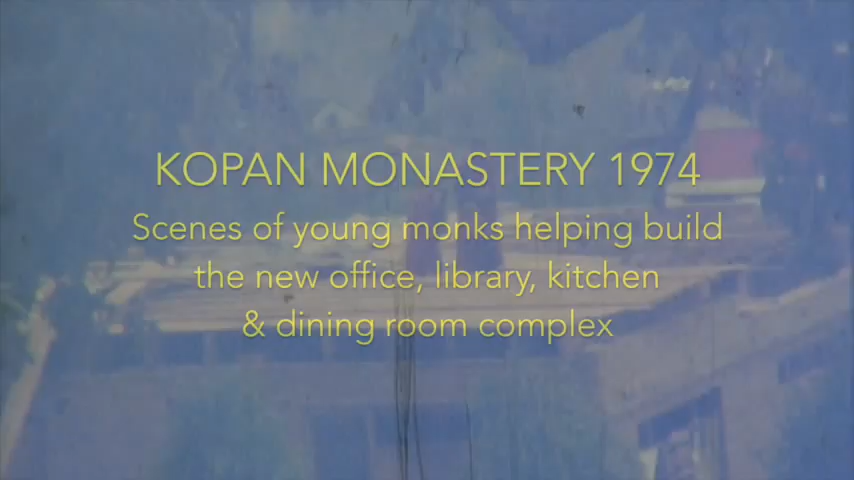 KOPAN MONASTERY 1974
Scenes of young monks helping build
the new office, library, kitchen
& dining room complex